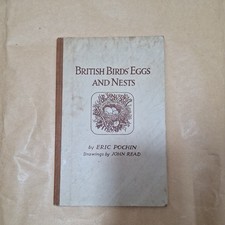 BRITISH BIRDS' EGGS
AND NESTS
by ERIC POCHIN
Drawings by JOHN READ